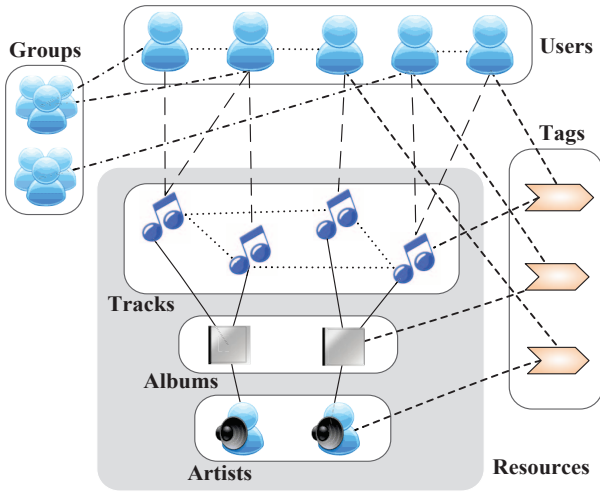 Groups
Users
Tags
Tracks
Albums
Artists
Resources